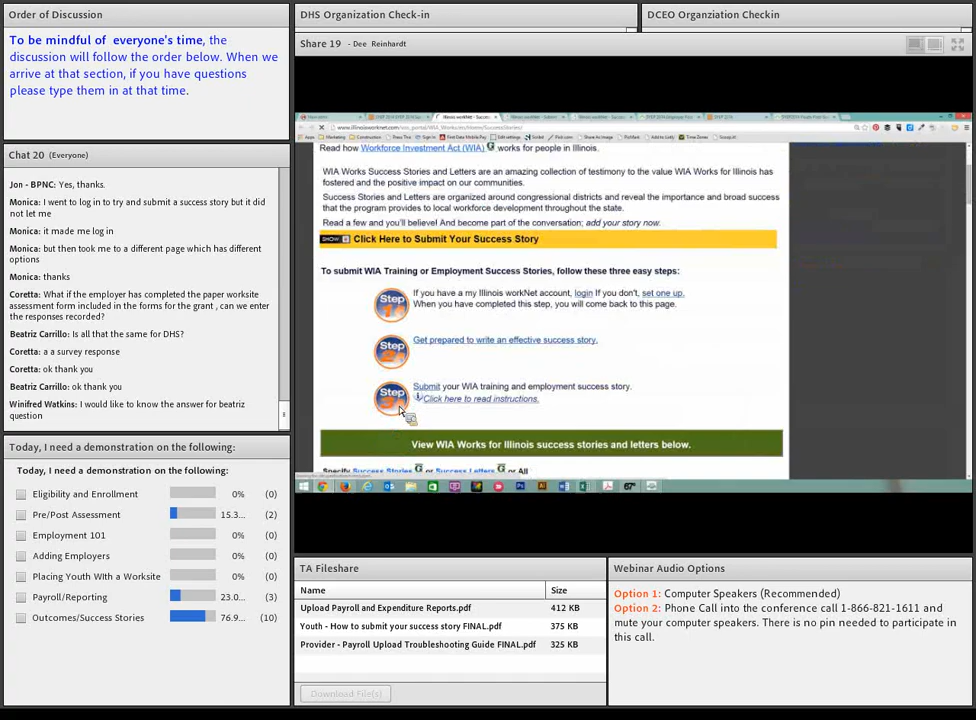 Order of Discussion
To be mindful of everyone's time, the
discussion will follow the order below. When we
arrive at that section, if you have questions
please type them in at that time.
Chat 20 (Everyone)
Jon - BPNC: Yes, thanks.
Monica: I went to log in to try and submit a success story but it did
not let me
Monica: it made me log in
Monica: but then took me to a different page which has different
options
Monica: thanks
Coretta: What if the employer has completed the paper worksite
assessment form included in the forms for the grant , can we enter
the responses recorded?
Beatriz Carrillo: Is all that the same for DHS?
Coretta: a a survey response
Coretta: ok thank you
Beatriz Carrillo: ok thank you
Winifred Watkins: I would like to know the answer for beatriz
question
Today, I need a demonstration on the following:
Today, I need a demonstration on the following:
Eligibility and Enrollment 0% (0)
Pre/Post Assessment 15.3... (2)
Employment 101 0% (0)
Adding Employers 0% (0)
Placing Youth WIth a Worksite 0% (0)
Payroll/Reporting 23.0... (3)
Outcomes/Success Stories 76.9... (10)
DHS Organization Check-in
DCEO Organziation Checkin
Share 19 - Dee Reinhardt
Read how Workforce Investment Act (WIA) works for people in Illinois.
WIA Works Success Stories and Letters are an amazing collection of testimony to the value WIA Works for Illinois has
fostered and the positive impact on our communities.
Success Stories and Letters are organized around congressional districts and reveal the importance and broad success
that the program provides to local workforce development throughout the state.
Read a few and you'll believe! And become part of the conversation; add your story now.
SHOW Click Here to Submit Your Success Story
To submit WIA Training or Employment Success Stories, follow these three easy steps:
Step 1 If you have a my Illinois workNet account, login If you don't, set one up.
When you have completed this step, you will come back to this page.
Step 2 Get prepared to write an effective success story.
Step 3 Submit your WIA training and employment success story.
Click here to read instructions.
View WIA Works for Illinois success stories and letters below.
Specify Success Stories or Success Letters or All
67°
TA Fileshare
Name Size
Upload Payroll and Expenditure Reports.pdf 412 KB
Youth - How to submit your success story FINAL.pdf 375 KB
Provider - Payroll Upload Troubleshooting Guide FINAL.pdf 325 KB
Download File(s)
Webinar Audio Options
Option 1: Computer Speakers (Recommended)
Option 2: Phone Call into the conference call 1-866-821-1611 and
mute your computer speakers. There is no pin needed to participate in
this call.